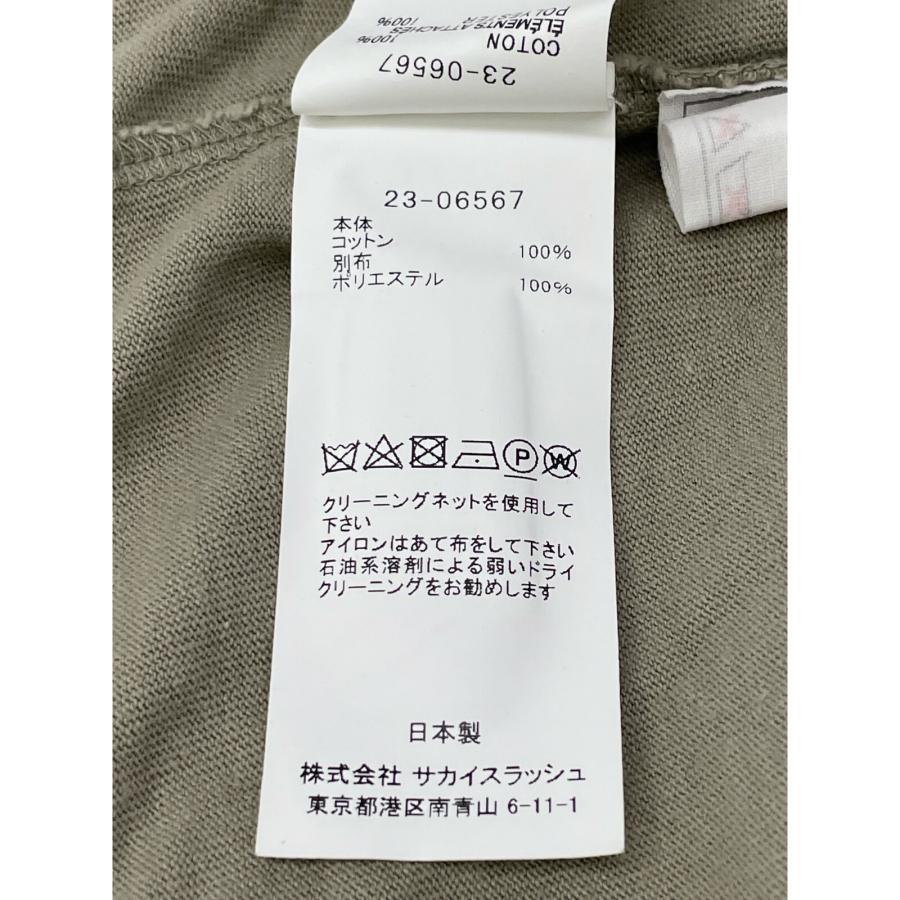 POLYESTER 100%
ÉLÉMENTS ATTACHÉS
COTON 100%
23-06567
23-06567
本体
コットン 100%
別布
ポリエステル 100%
P
W
クリーニングネットを使用して
下さい
アイロンはあて布をして下さい
石油系溶剤による弱いドライ
クリーニングをお勧めします
日本製
株式会社 サカイスラッシュ
東京都港区南青山 6-11-1